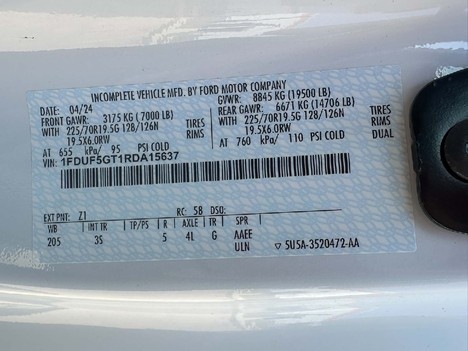 INCOMPLETE VEHICLE MFD. BY FORD MOTOR COMPANY
DATE: 04/24 GVWR: 8845 KG (19500 LB)
FRONT GAWR: 3175 KG (7000 LB) REAR GAWR: 6671 KG (14706 LB)
WITH 225/70R19.5G 128/126N TIRES WITH 225/70R19.5G 128/126N TIRES
19.5X6.0RW RIMS 19.5X6.0RW RIMS DUAL
AT 655 kPa/ 95 PSI COLD AT 760 kPa/ 110 PSI COLD
VIN: 1FDUF5GT1RDA15637
EXT PNT: Z1 RC: 58 DSO:
WB INT TR TP/PS R AXLE TR SPR
205 3S 5 4L G AAEE
ULN 5U5A-3520472-AA